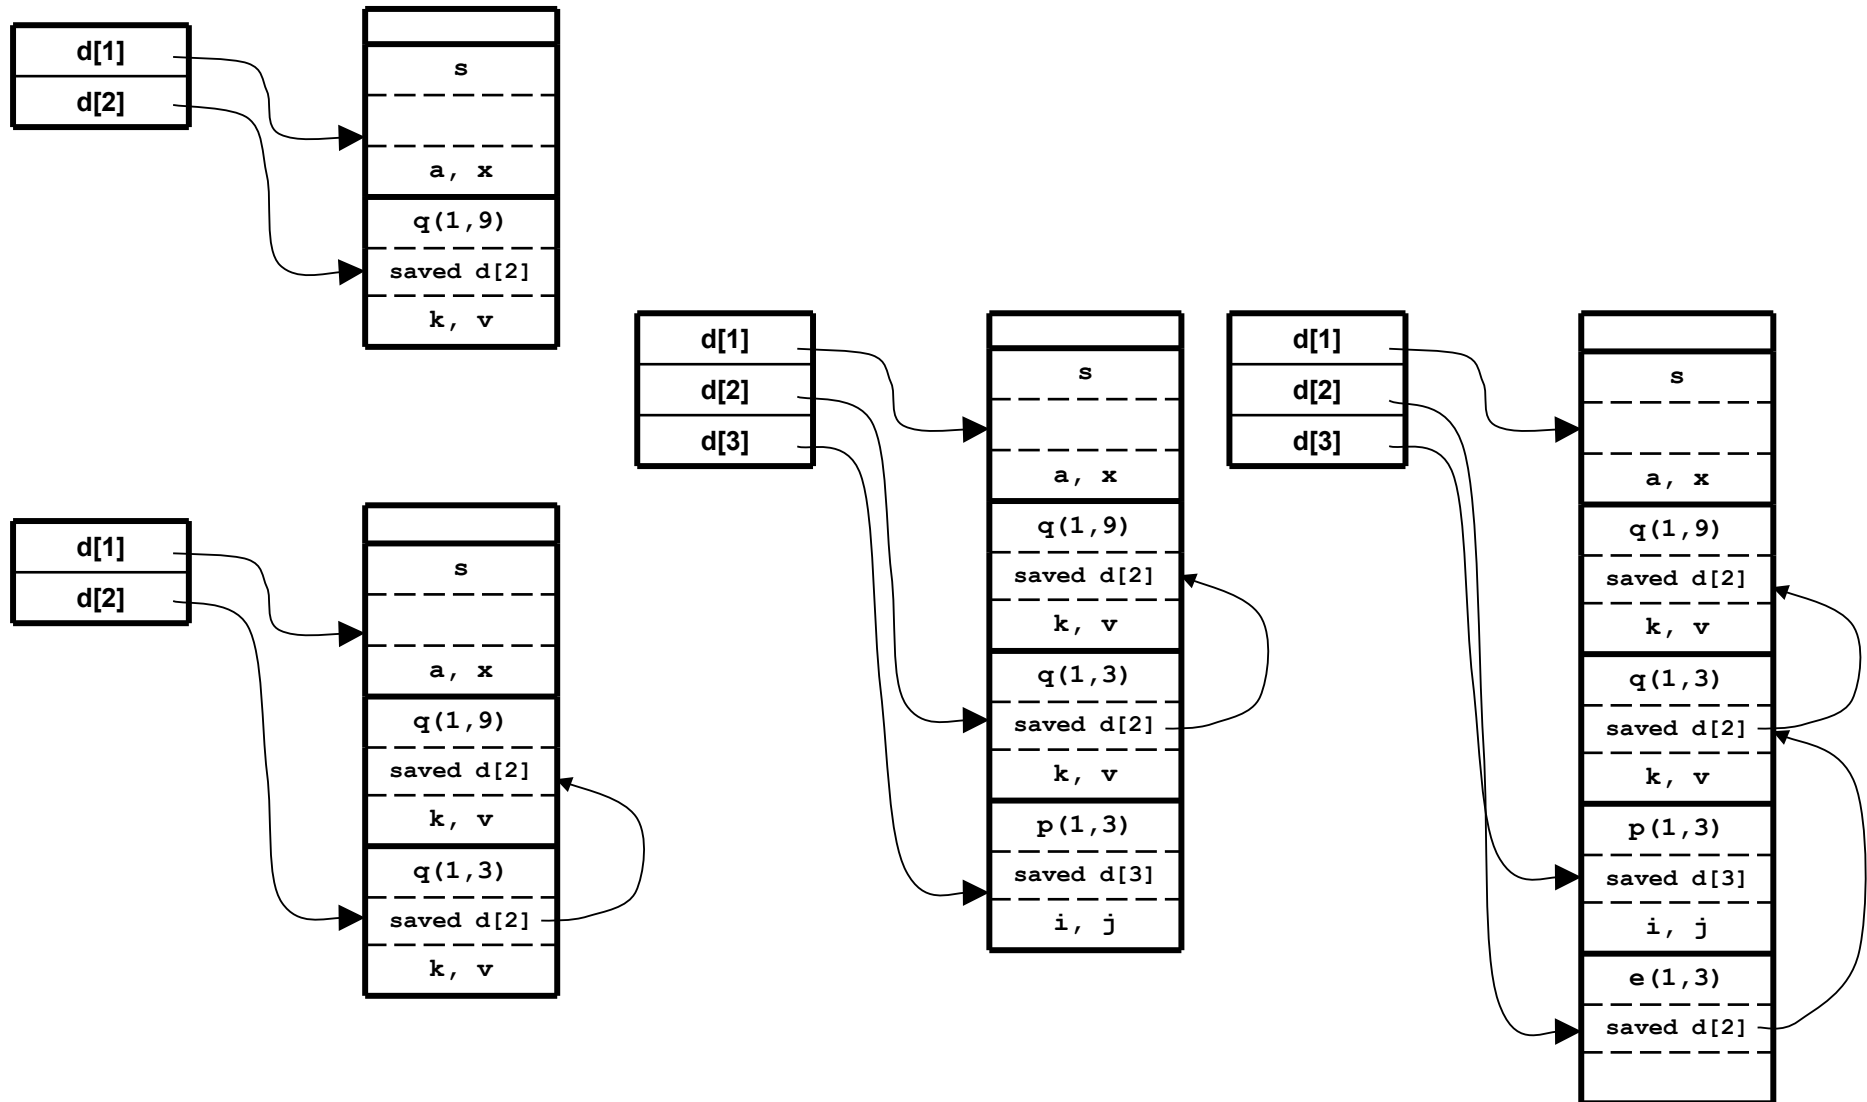 d[1]
d[2]
s
a, x
q(1,9)
saved d[2]
k, v
d[1]
d[2]
s
a, x
q(1,9)
saved d[2]
k, v
q(1,3)
saved d[2]
k, v
d[1]
d[2]
d[3]
s
a, x
q(1,9)
saved d[2]
k, v
q(1,3)
saved d[2]
k, v
p(1,3)
saved d[3]
i, j
d[1]
d[2]
d[3]
s
a, x
q(1,9)
saved d[2]
k, v
q(1,3)
saved d[2]
k, v
p(1,3)
saved d[3]
i, j
e(1,3)
saved d[2]